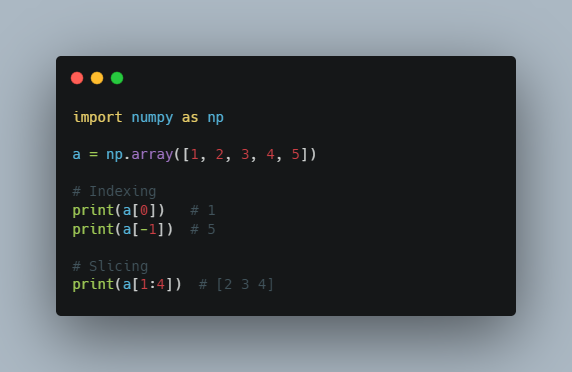 import numpy as np
a = np.array([1, 2, 3, 4, 5])
# Indexing
print(a[0])   # 1
print(a[-1])  # 5
# Slicing
print(a[1:4])  # [2 3 4]